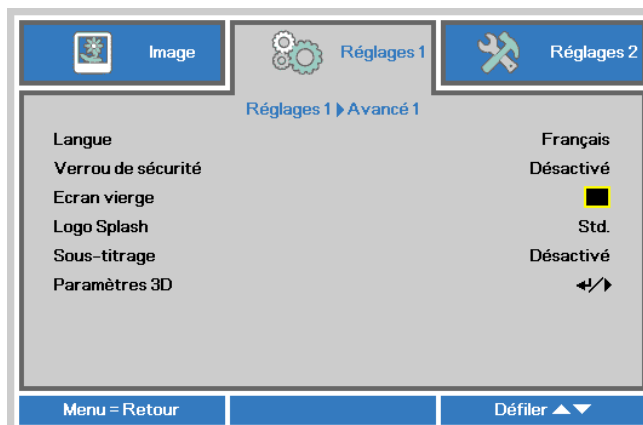 Image
Réglages 1
Réglages 2
Réglages 1 Avancé 1
Langue Français
Verrou de sécurité Désactivé
Ecran vierge
Logo Splash Std.
Sous-titrage Désactivé
Paramètres 3D
Menu = Retour
Défiler